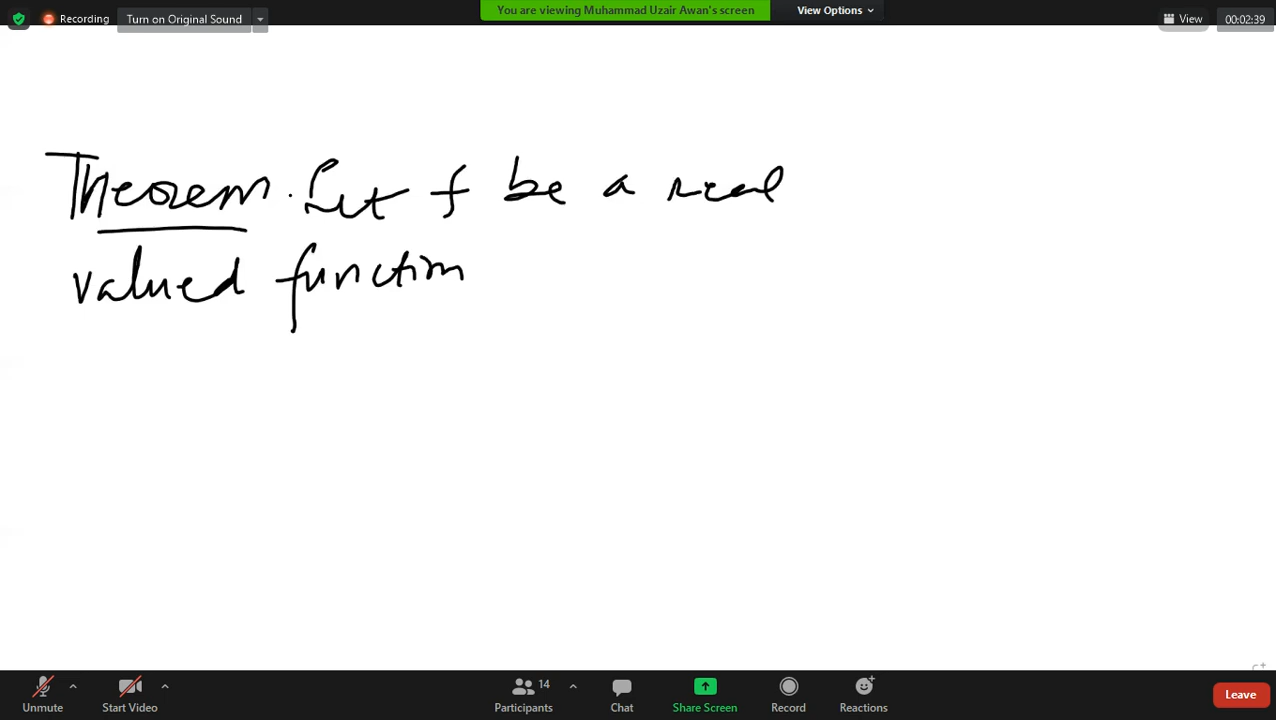 Recording
Turn on Original Sound
You are viewing Muhammad Uzair Awan's screen
View Options
View
00:02:39
Theorem. Let f be a real
valued function
Unmute
Start Video
14
Participants
Chat
Share Screen
Record
Reactions
Leave